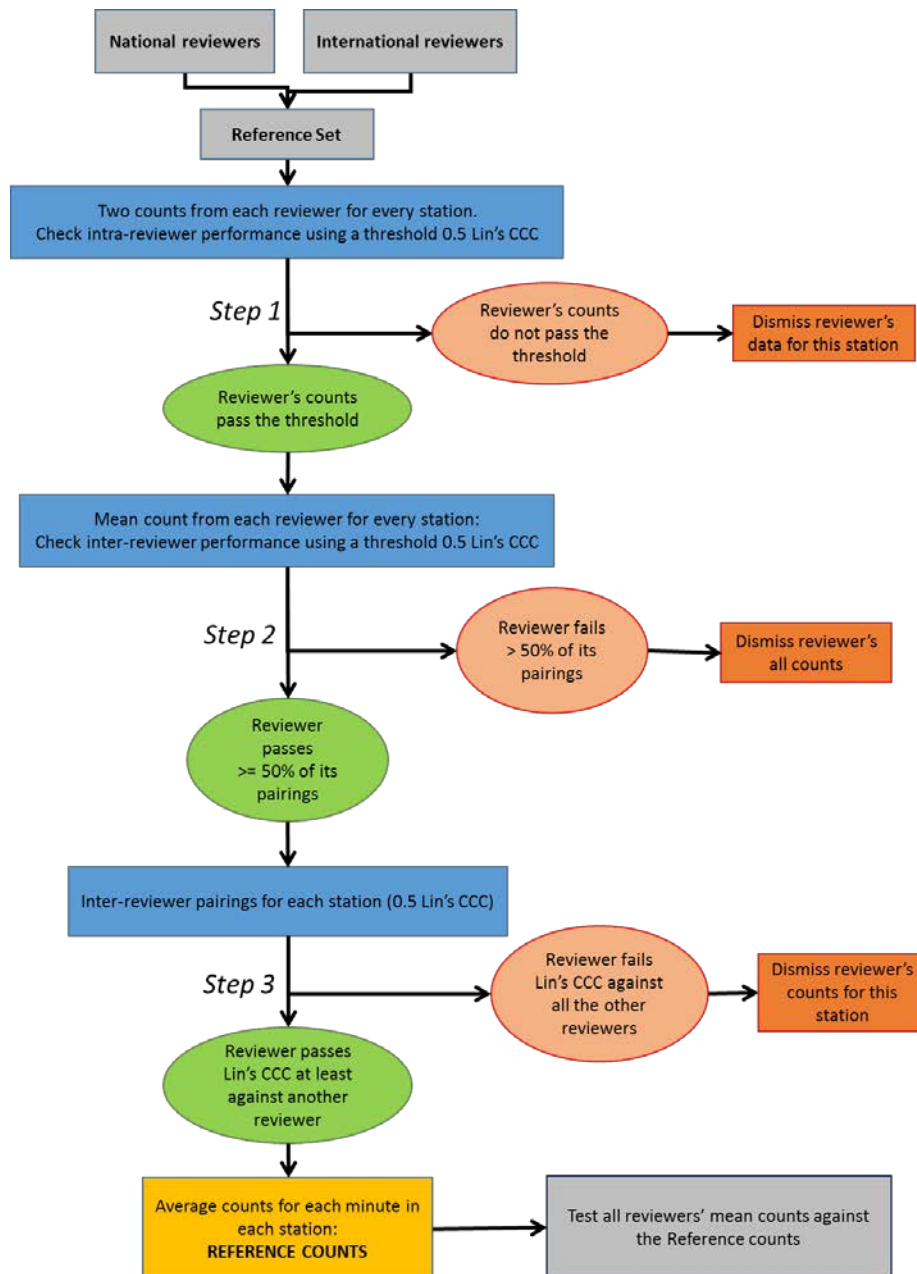 National reviewers
International reviewers
Reference Set
Two counts from each reviewer for every station.
Check intra-reviewer performance using a threshold 0.5 Lin's CCC
Step 1
Reviewer's counts
do not pass the
threshold
Dismiss reviewer's
data for this station
Reviewer's counts
pass the threshold
Mean count from each reviewer for every station:
Check inter-reviewer performance using a threshold 0.5 Lin's CCC
Step 2
Reviewer fails
> 50% of its
pairings
Dismiss reviewer's
all counts
Reviewer
passes
>= 50% of its
pairings
Inter-reviewer pairings for each station (0.5 Lin's CCC)
Step 3
Reviewer fails
Lin's CCC against
all the other
reviewers
Dismiss reviewer's
counts for this
station
Reviewer passes
Lin's CCC at least
against another
reviewer
Average counts for each minute in
each station:
REFERENCE COUNTS
Test all reviewers' mean counts against
the Reference counts